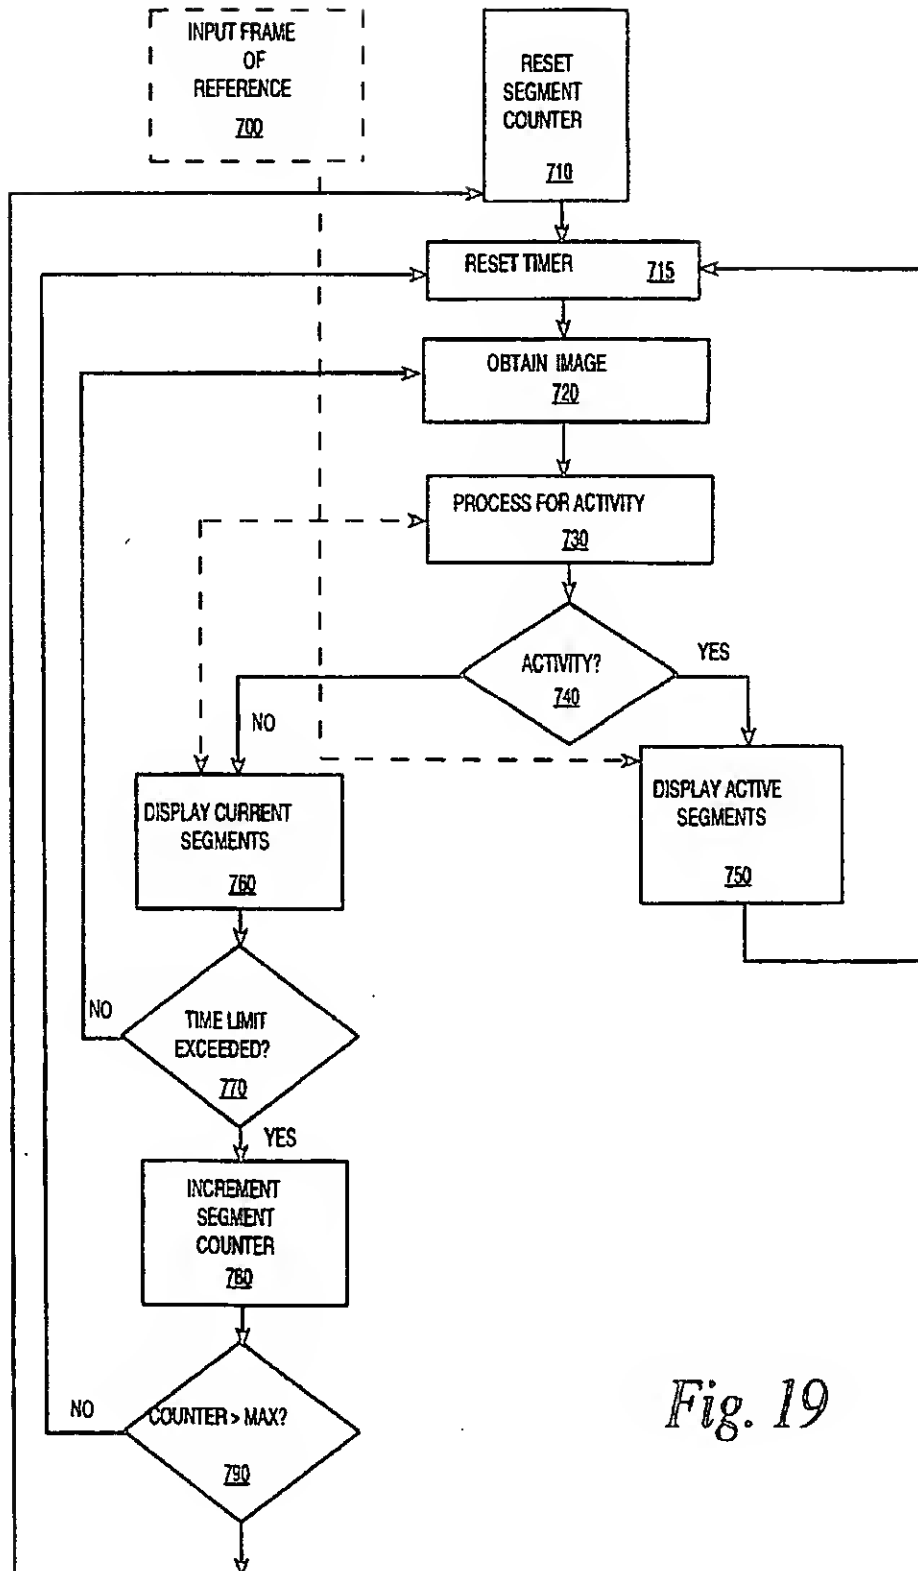 INPUT FRAME
OF
REFERENCE
700
RESET
SEGMENT
COUNTER
710
RESET TIMER 715
OBTAIN IMAGE
720
PROCESS FOR ACTIVITY
730
ACTIVITY?
740
YES
NO
DISPLAY CURRENT
SEGMENTS
760
DISPLAY ACTIVE
SEGMENTS
750
NO
TIME LIMIT
EXCEEDED?
770
YES
INCREMENT
SEGMENT
COUNTER
780
NO
COUNTER > MAX?
790
Fig. 19